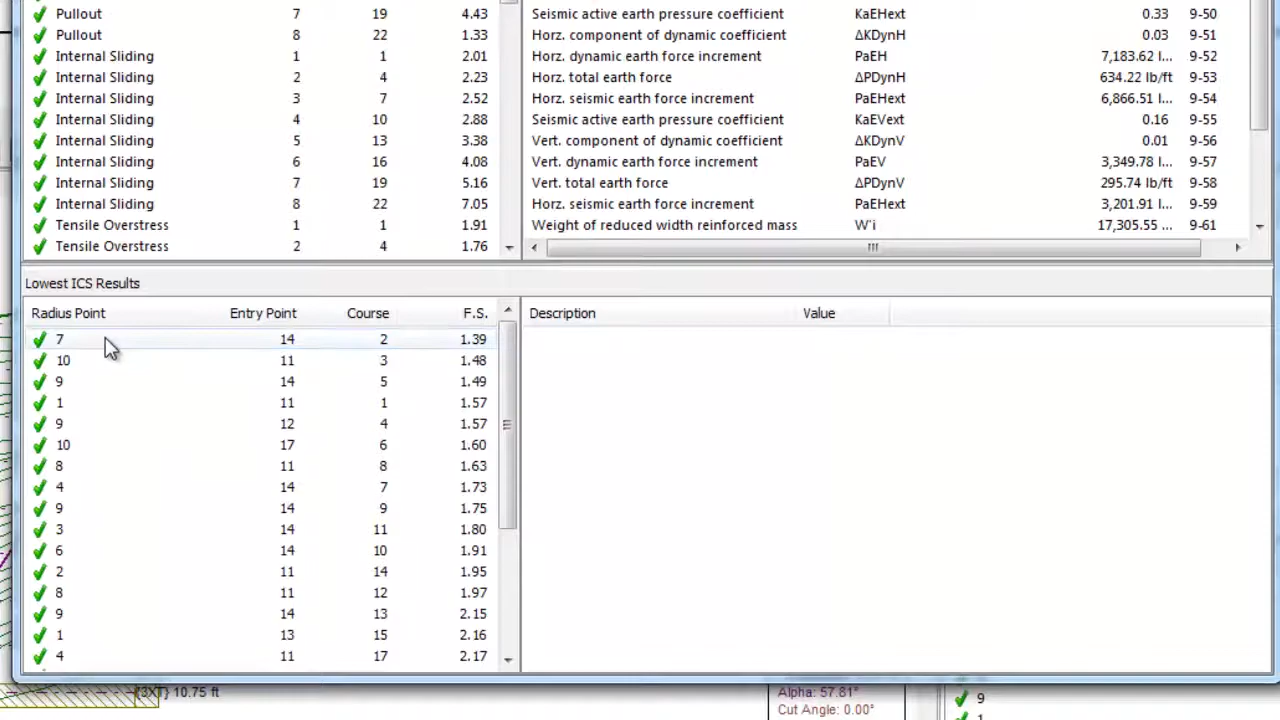 Pullout 7 19 4.43 Seismic active earth pressure coefficient KaEHext 0.33 9-50
Pullout 8 22 1.33 Horz. component of dynamic coefficient ΔKDynH 0.03 9-51
Internal Sliding 1 1 2.01 Horz. dynamic earth force increment PaEH 7,183.62 l... 9-52
Internal Sliding 2 4 2.23 Horz. total earth force ΔPDynH 634.22 lb/ft 9-53
Internal Sliding 3 7 2.52 Horz. seismic earth force increment PaEHext 6,866.51 l... 9-54
Internal Sliding 4 10 2.88 Seismic active earth pressure coefficient KaEVext 0.16 9-55
Internal Sliding 5 13 3.38 Vert. component of dynamic coefficient ΔKDynV 0.01 9-56
Internal Sliding 6 16 4.08 Vert. dynamic earth force increment PaEV 3,349.78 l... 9-57
Internal Sliding 7 19 5.16 Vert. total earth force ΔPDynV 295.74 lb/ft 9-58
Internal Sliding 8 22 7.05 Horz. seismic earth force increment PaEHext 3,201.91 l... 9-59
Tensile Overstress 1 1 1.91 Weight of reduced width reinforced mass W'i 17,305.55 ... 9-61
Tensile Overstress 2 4 1.76
Lowest ICS Results
Radius Point Entry Point Course F.S. Description Value
7 14 2 1.39
10 11 3 1.48
9 14 5 1.49
1 11 1 1.57
9 12 4 1.57
10 17 6 1.60
8 11 8 1.63
4 14 7 1.73
9 14 9 1.75
3 14 11 1.80
6 14 10 1.91
2 11 14 1.95
8 11 12 1.97
9 14 13 2.15
1 13 15 2.16
4 11 17 2.17
{3XT} 10.75 ft Alpha: 57.81° 9
Cut Angle: 0.00°